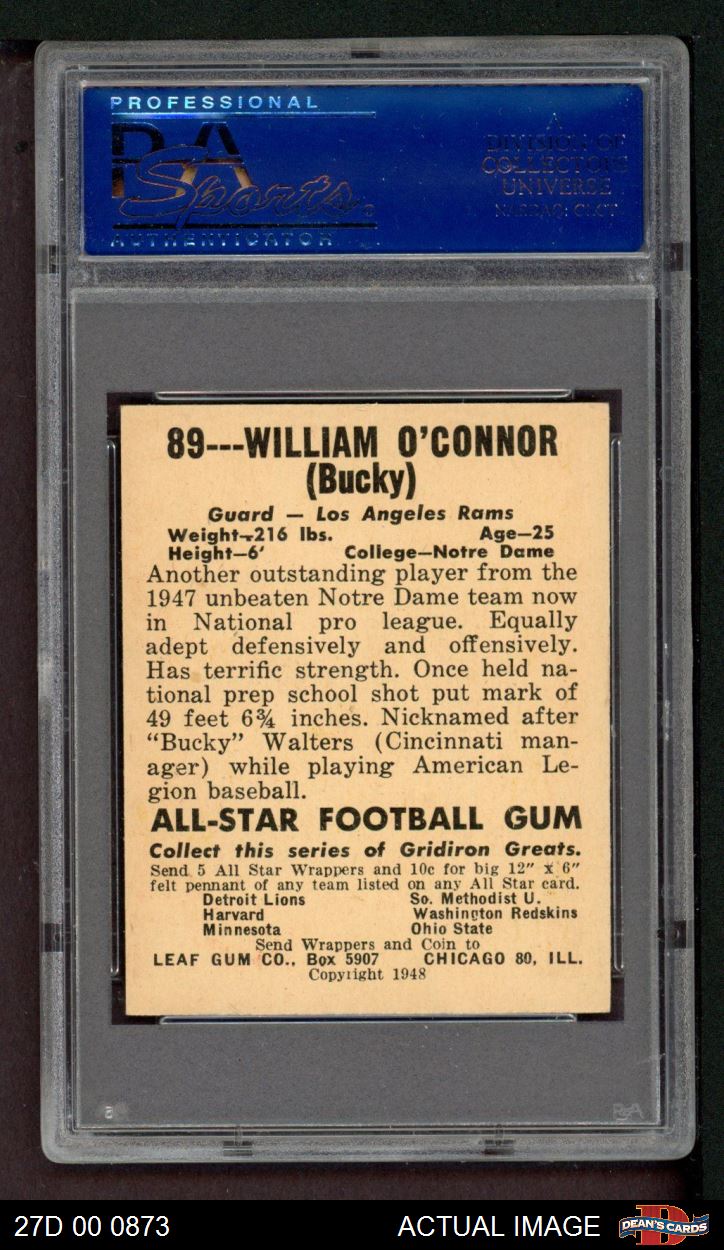 PROFESSIONAL
PSA
Sports
AUTHENTICATOR
A
DIVISION OF
COLLECTORS
UNIVERSE
NASDAQ: CLCT
89---WILLIAM O'CONNOR
(Bucky)
Guard — Los Angeles Rams
Weight—216 lbs. Age—25
Height—6' College—Notre Dame
Another outstanding player from the
1947 unbeaten Notre Dame team now
in National pro league. Equally
adept defensively and offensively.
Has terrific strength. Once held na-
tional prep school shot put mark of
49 feet 6¾ inches. Nicknamed after
"Bucky" Walters (Cincinnati man-
ager) while playing American Le-
gion baseball.
ALL-STAR FOOTBALL GUM
Collect this series of Gridiron Greats.
Send 5 All Star Wrappers and 10c for big 12" x 6"
felt pennant of any team listed on any All Star card.
Detroit Lions So. Methodist U.
Harvard Washington Redskins
Minnesota Ohio State
Send Wrappers and Coin to
LEAF GUM CO., Box 5907 CHICAGO 80, ILL.
Copyright 1948
PSA
27D 00 0873 ACTUAL IMAGE DEAN'S CARDS